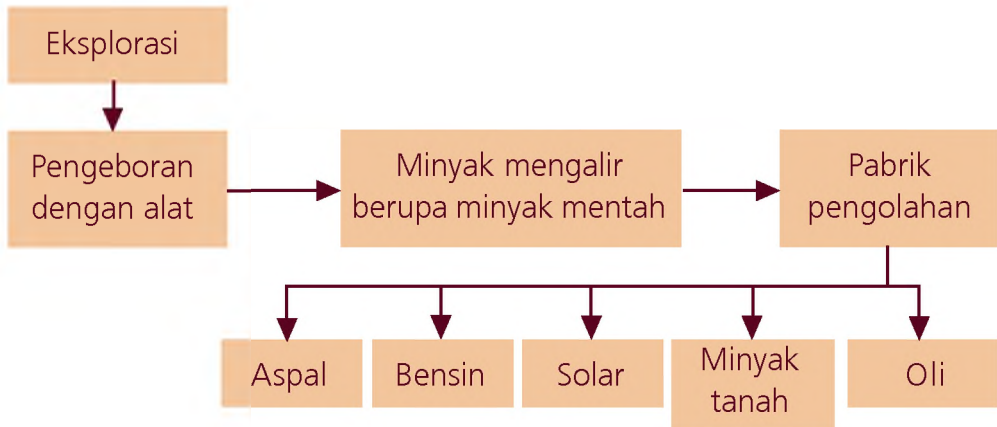 Eksplorasi
Pengeboran
dengan alat
Minyak mengalir
berupa minyak mentah
Pabrik
pengolahan
Aspal
Bensin
Solar
Minyak
tanah
Oli